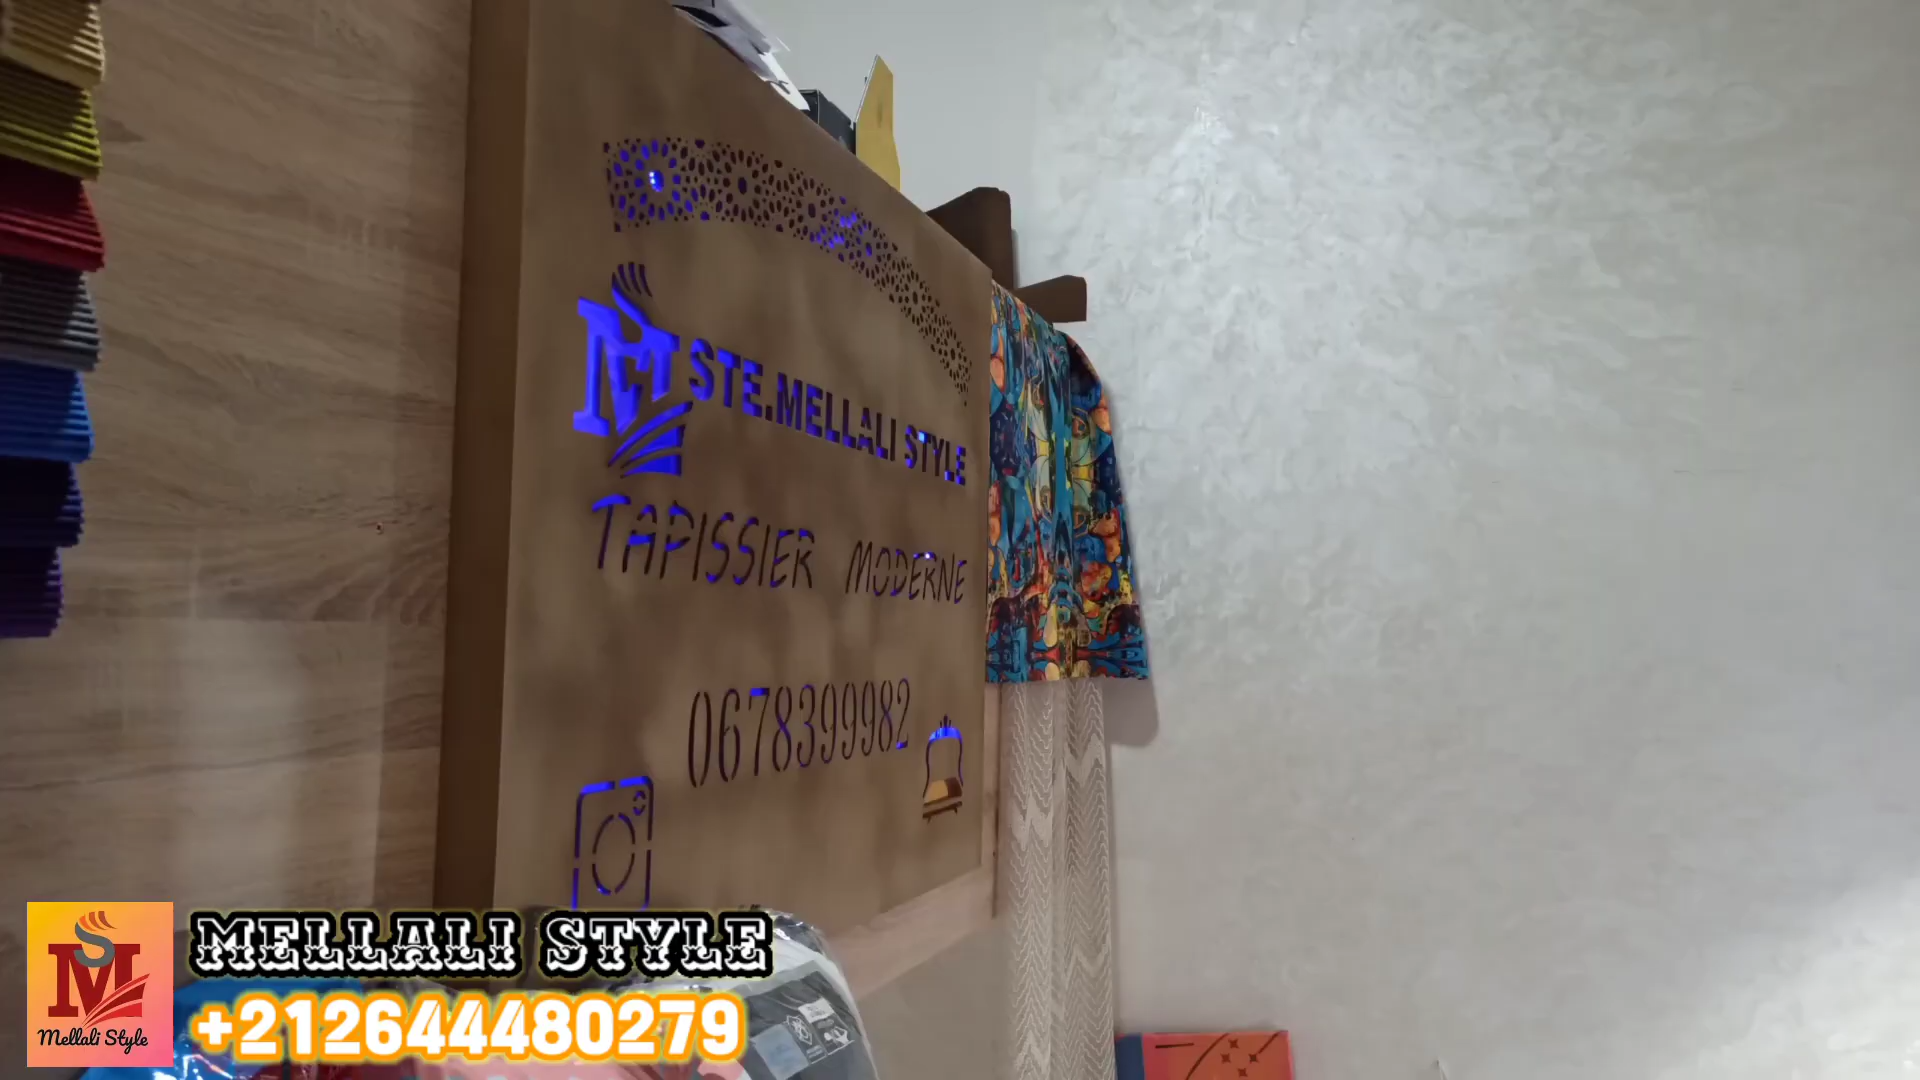 STE.MELLALI STYLE
TAPISSIER MODERNE
0678399982
MELLALI STYLE
+212644480279
Mellali Style